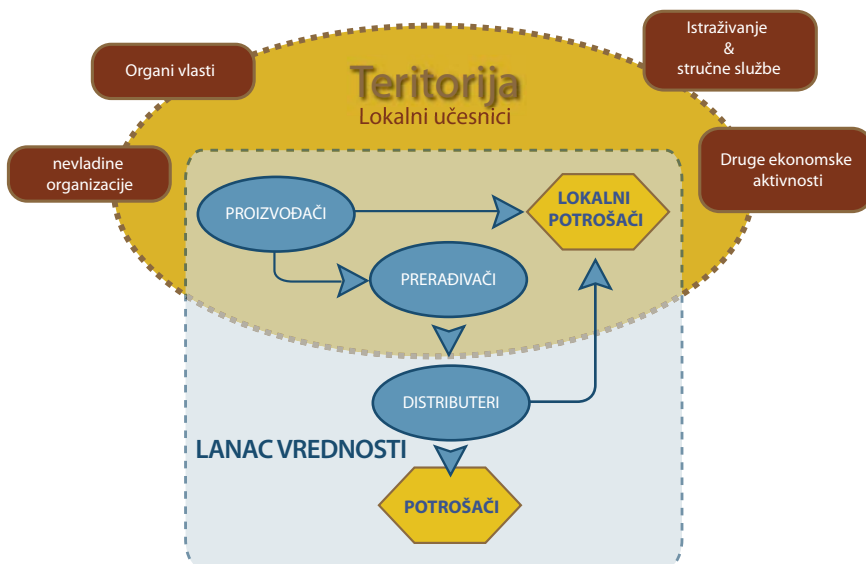 Istraživanje
&
stručne službe
Organi vlasti
Teritorija
Lokalni učesnici
nevladine
organizacije
Druge ekonomske
aktivnosti
PROIZVOĐAČI
LOKALNI
POTROŠAČI
PRERAĐIVAČI
DISTRIBUTERI
LANAC VREDNOSTI
POTROŠAČI